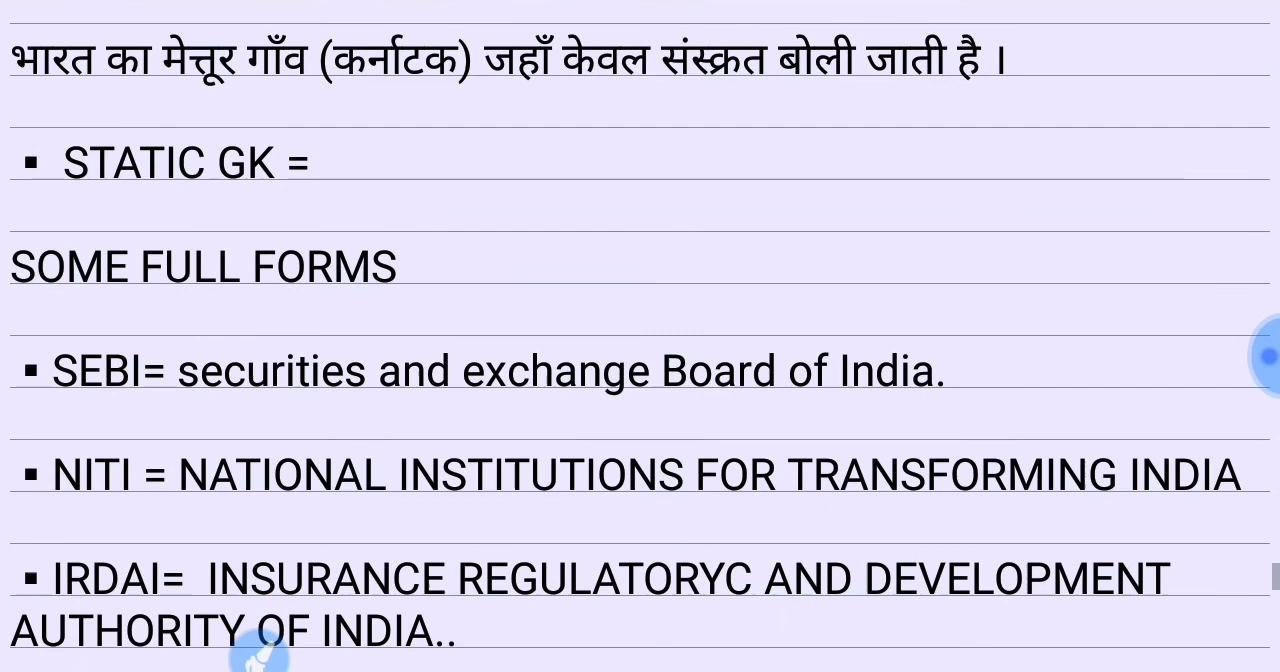 भारत का मेत्तूर गाँव (कर्नाटक) जहाँ केवल संस्क्रत बोली जाती है ।
▪ STATIC GK =
SOME FULL FORMS
▪ SEBI= securities and exchange Board of India.
▪ NITI = NATIONAL INSTITUTIONS FOR TRANSFORMING INDIA
▪ IRDAI= INSURANCE REGULATORYC AND DEVELOPMENT
AUTHORITY OF INDIA..